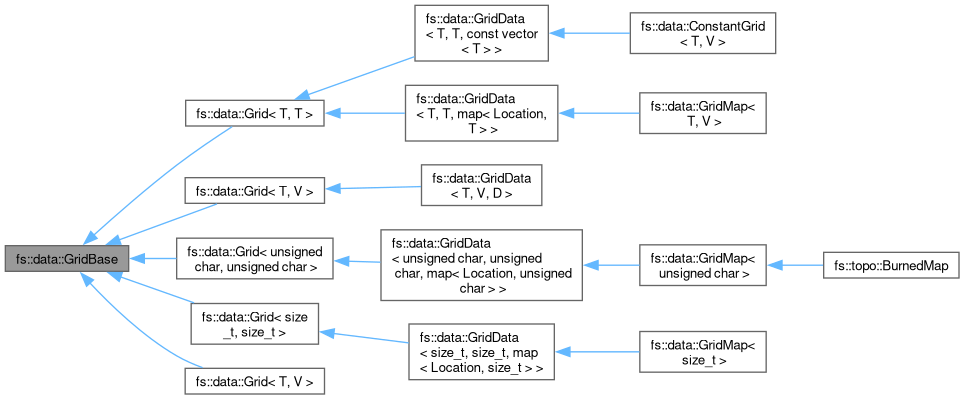 fs::data::GridData
< T, T, const vector
< T > >
fs::data::ConstantGrid
< T, V >
fs::data::Grid< T, T >
fs::data::GridData
< T, T, map< Location,
T > >
fs::data::GridMap<
T, V >
fs::data::Grid< T, V >
fs::data::GridData
< T, V, D >
fs::data::GridBase
fs::data::Grid< unsigned
char, unsigned char >
fs::data::GridData
< unsigned char, unsigned
char, map< Location, unsigned
char > >
fs::data::GridMap<
unsigned char >
fs::topo::BurnedMap
fs::data::Grid< size
_t, size_t >
fs::data::GridData
< size_t, size_t, map
< Location, size_t > >
fs::data::GridMap<
size_t >
fs::data::Grid< T, V >